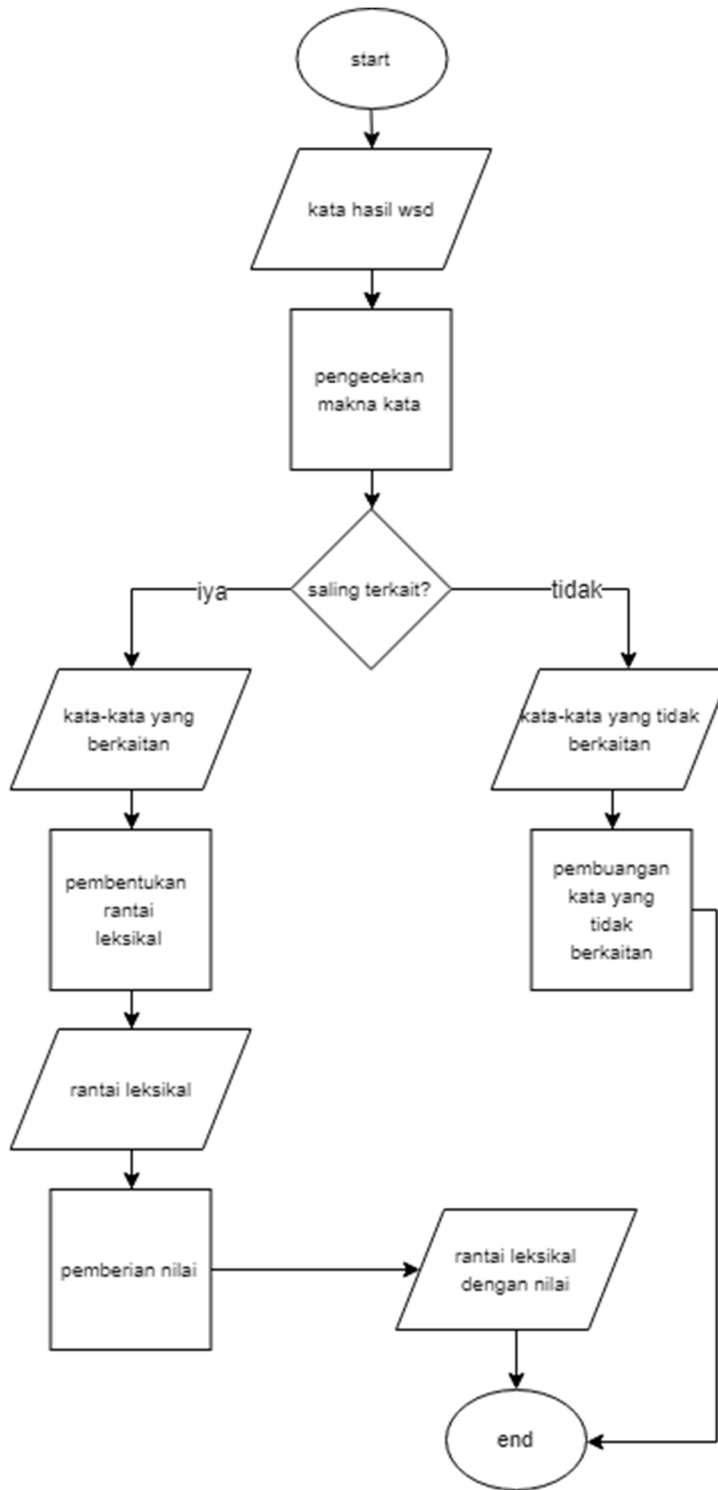 start
kata hasil wsd
pengecekan
makna kata
saling terkait?
iya
tidak
kata-kata yang
berkaitan
kata-kata yang tidak
berkaitan
pembentukan
rantai
leksikal
pembuangan
kata yang
tidak
berkaitan
rantai leksikal
pemberian nilai
rantai leksikal
dengan nilai
end